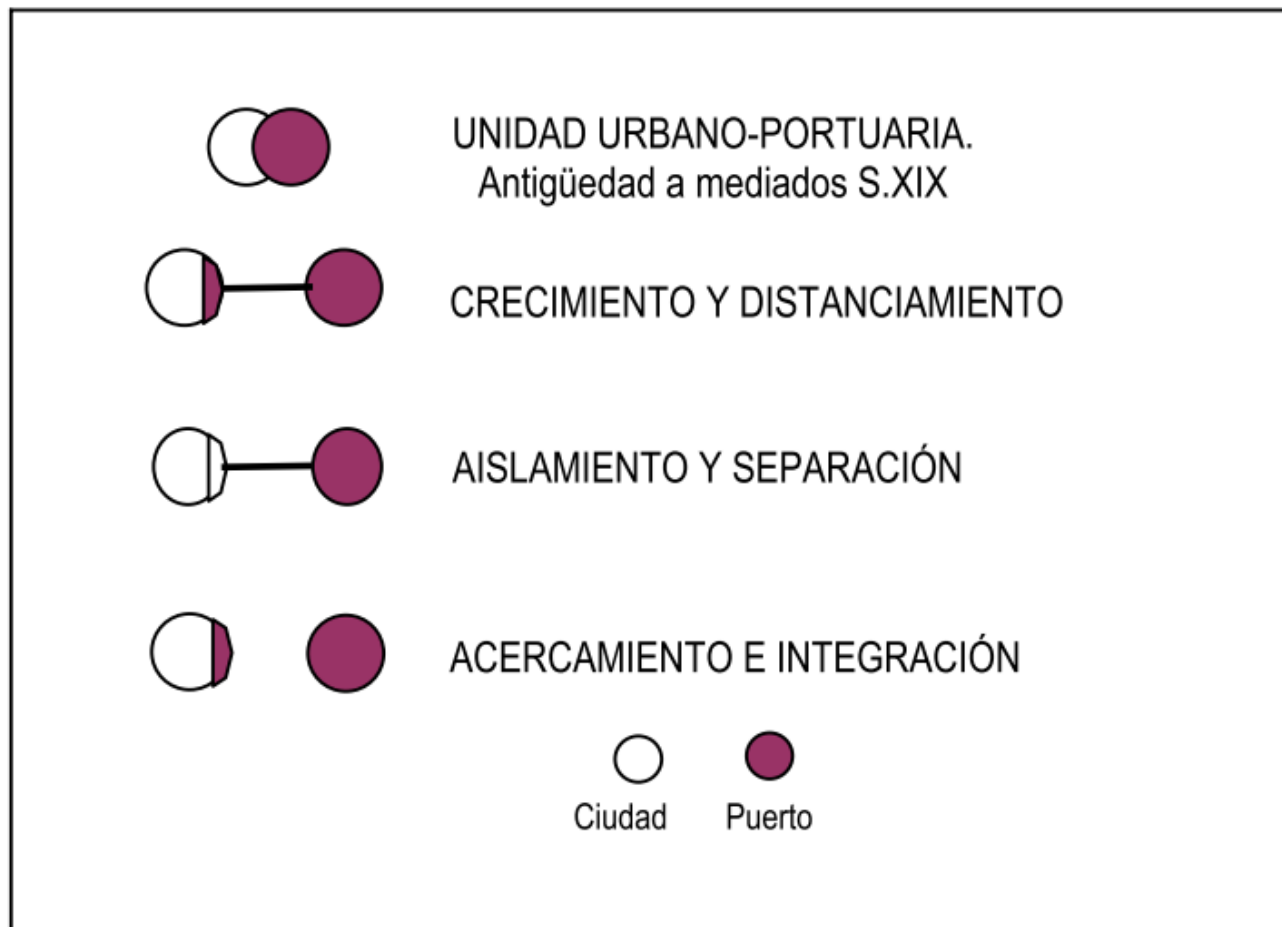 UNIDAD URBANO-PORTUARIA.
Antigüedad a mediados S.XIX
CRECIMIENTO Y DISTANCIAMIENTO
AISLAMIENTO Y SEPARACIÓN
ACERCAMIENTO E INTEGRACIÓN
Ciudad Puerto